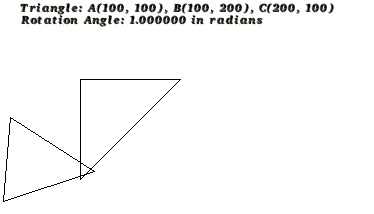 Triangle: A(100, 100), B(100, 200), C(200, 100)
Rotation Angle: 1.000000 in radians